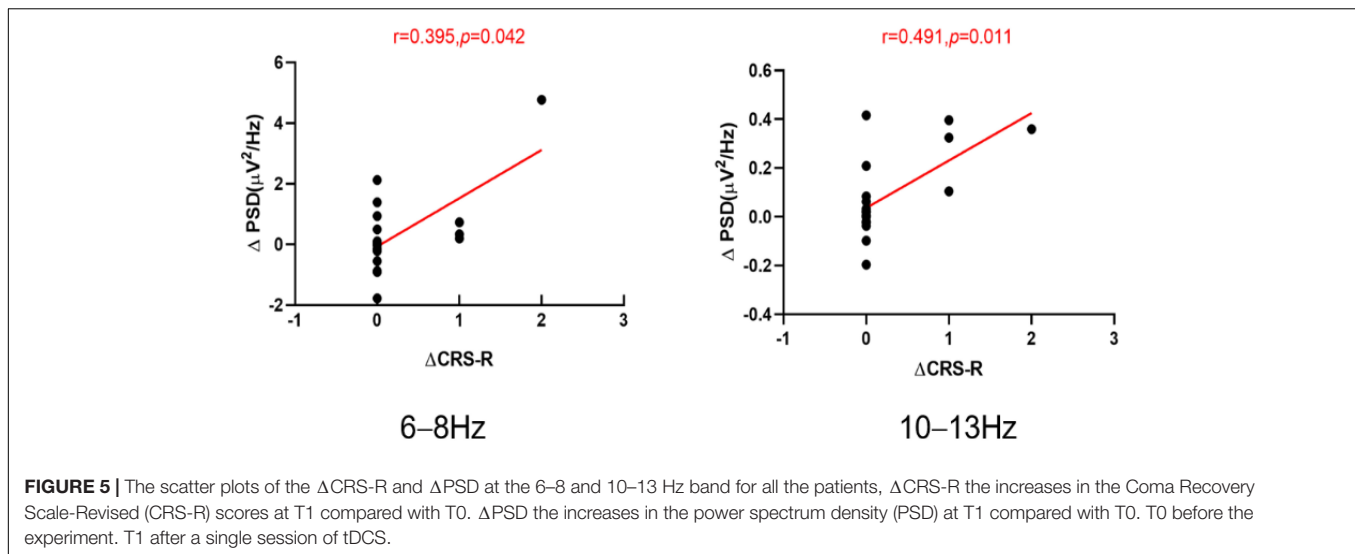 r=0.395,p=0.042
6
4
2
0
-2
-1
0
1
2
3
Δ PSD(μV²/Hz)
ΔCRS-R
6–8Hz
r=0.491,p=0.011
0.6
0.4
0.2
0.0
-0.2
-0.4
-1
0
1
2
3
Δ PSD(μV²/Hz)
ΔCRS-R
10–13Hz
FIGURE 5 | The scatter plots of the ΔCRS-R and ΔPSD at the 6–8 and 10–13 Hz band for all the patients, ΔCRS-R the increases in the Coma Recovery
Scale-Revised (CRS-R) scores at T1 compared with T0. ΔPSD the increases in the power spectrum density (PSD) at T1 compared with T0. T0 before the
experiment. T1 after a single session of tDCS.